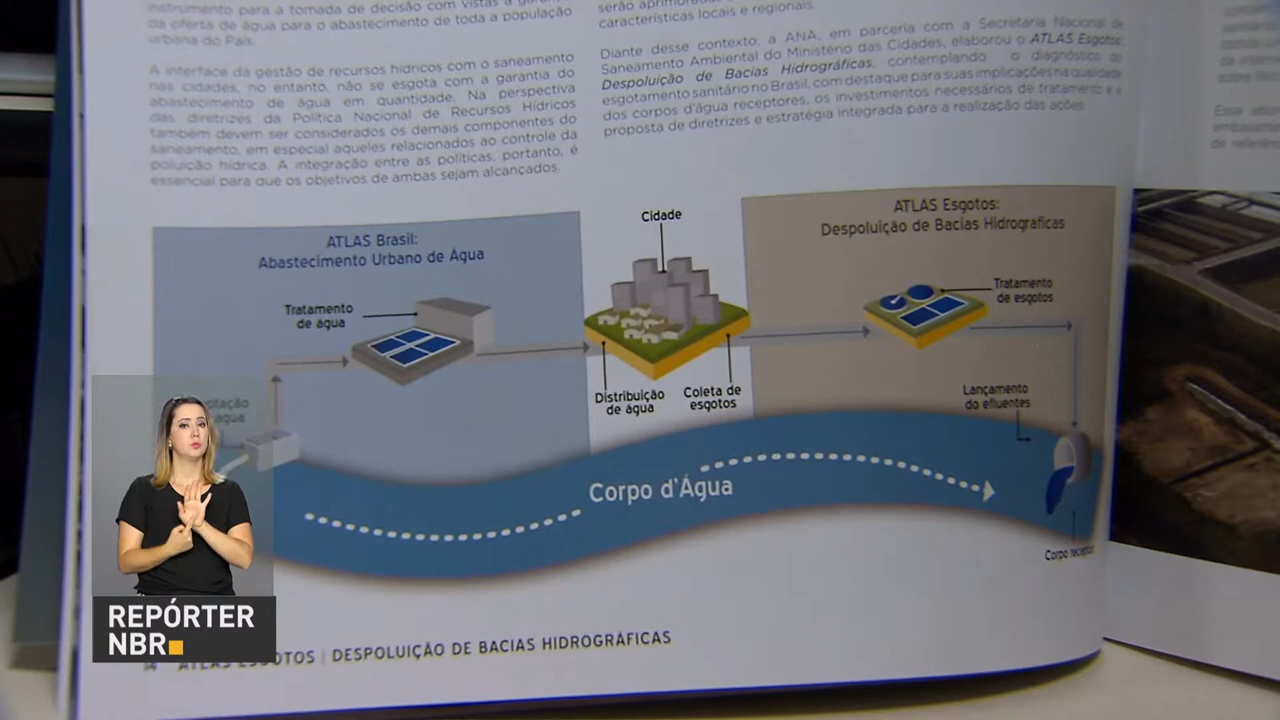 instrumento para a tomada de decisão com vistas a
da oferta de água para o abastecimento de toda a população
urbana do País.
A interface da gestão de recursos hídricos com o saneamento
nas cidades, no entanto, não se esgota com a garantia do
abastecimento de água em quantidade. Na perspectiva
das diretrizes da Política Nacional de Recursos Hídricos
também devem ser considerados os demais componentes do
saneamento, em especial aqueles relacionados ao controle da
poluição hídrica. A integração entre as políticas, portanto, é
essencial para que os objetivos de ambas sejam alcançados.
serão
características locais e regionais.
Diante desse contexto, a ANA, em parceria com a Secretaria Nacional de
Saneamento Ambiental do Ministério das Cidades, elaborou o ATLAS Esgotos:
Despoluição de Bacias Hidrográficas, contemplando o diagnóstico do
esgotamento sanitário no Brasil, com destaque para suas implicações na qualidade
dos corpos d'água receptores, os investimentos necessários de tratamento e a
proposta de diretrizes e estratégia integrada para a realização das ações.
ATLAS Brasil:
Abastecimento Urbano de Água
Cidade
ATLAS Esgotos:
Despoluição de Bacias Hidrográficas
Tratamento
de água
Tratamento
de esgotos
Distribuição
de água
Coleta de
esgotos
Lançamento
do efluentes
água
Corpo d'Água
Corpo receptor
REPÓRTER
NBR
14 ATLAS ESGOTOS | DESPOLUIÇÃO DE BACIAS HIDROGRÁFICAS